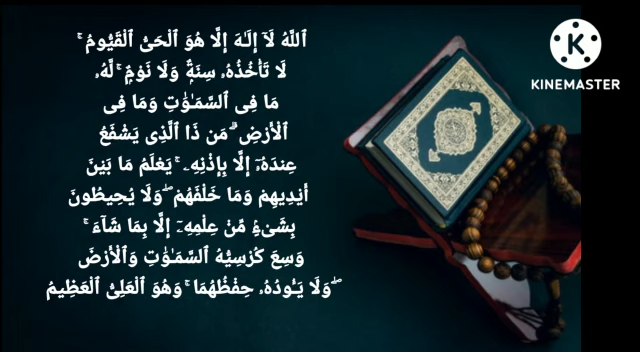 ٱللَّهُ لَآ إِلَـٰهَ إِلَّا هُوَ ٱلْحَىُّ ٱلْقَيُّومُ ۚ
لَا تَأْخُذُهُۥ سِنَةٌۭ وَلَا نَوْمٌۭ ۚ لَّهُۥ
مَا فِى ٱلسَّمَـٰوَٰتِ وَمَا فِى
ٱلْأَرْضِ ۗ مَن ذَا ٱلَّذِى يَشْفَعُ
عِندَهُۥٓ إِلَّا بِإِذْنِهِۦ ۚ يَعْلَمُ مَا بَيْنَ
أَيْدِيهِمْ وَمَا خَلْفَهُمْ ۖ وَلَا يُحِيطُونَ
بِشَىْءٍۢ مِّنْ عِلْمِهِۦٓ إِلَّا بِمَا شَآءَ ۚ
وَسِعَ كُرْسِيُّهُ ٱلسَّمَـٰوَٰتِ وَٱلْأَرْضَ
ۖ وَلَا يَـُٔودُهُۥ حِفْظُهُمَا ۚ وَهُوَ ٱلْعَلِىُّ ٱلْعَظِيمُ
KINEMASTER